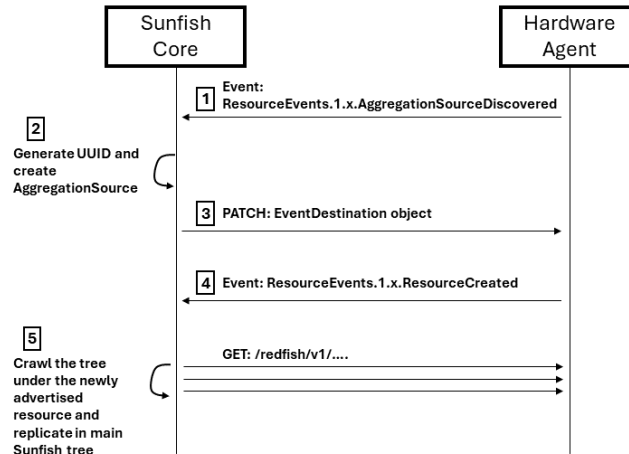 Sunfish
Core
Hardware
Agent
1
Event:
ResourceEvents.1.x.AggregationSourceDiscovered
2
Generate UUID and
create
AggregationSource
3
PATCH: EventDestination object
4
Event: ResourceEvents.1.x.ResourceCreated
5
Crawl the tree
under the newly
advertised
resource and
replicate in main
Sunfish tree
GET: /redfish/v1/....